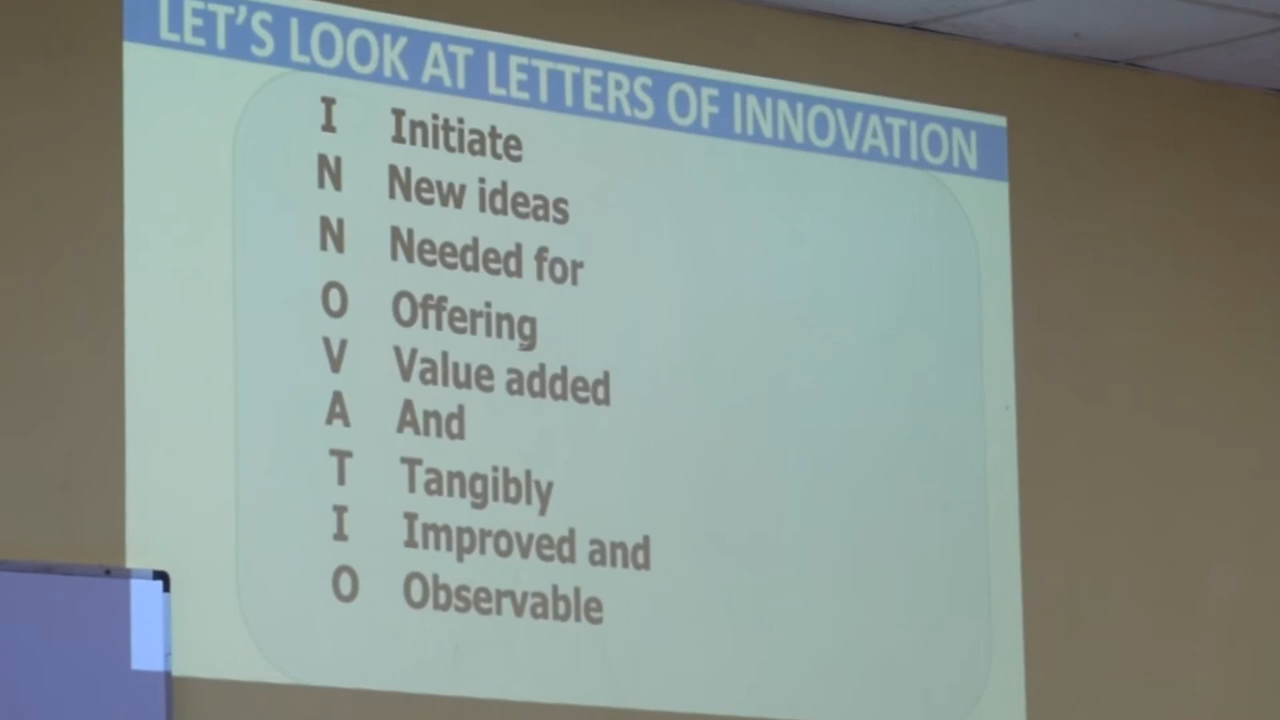 LET'S LOOK AT LETTERS OF INNOVATION
I Initiate
N New ideas
N Needed for
O Offering
V Value added
A And
T Tangibly
I Improved and
O Observable